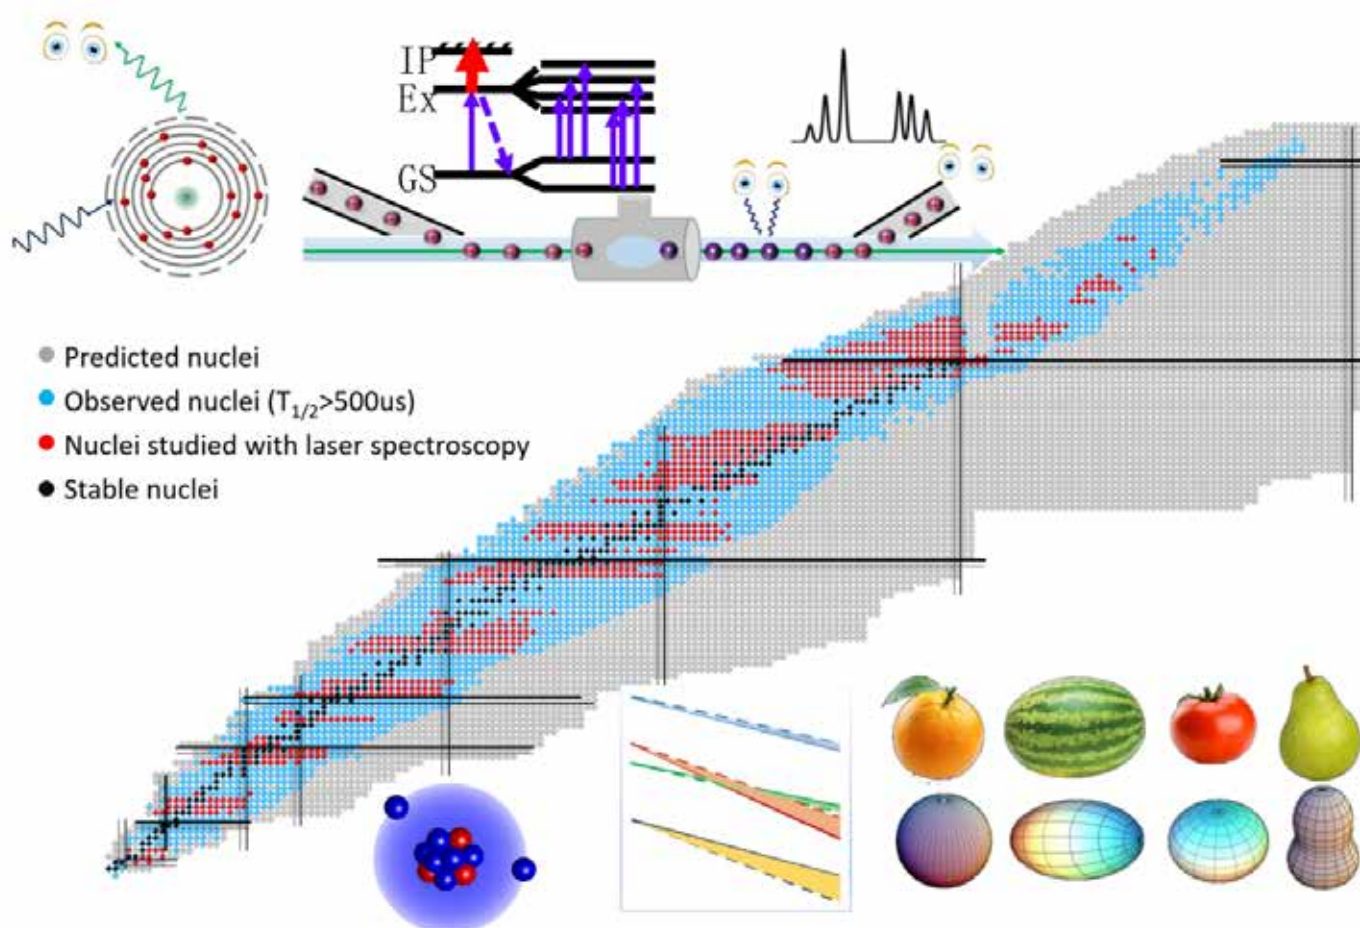 IP
Ex
GS
Predicted nuclei
Observed nuclei (T1/2>500us)
Nuclei studied with laser spectroscopy
Stable nuclei